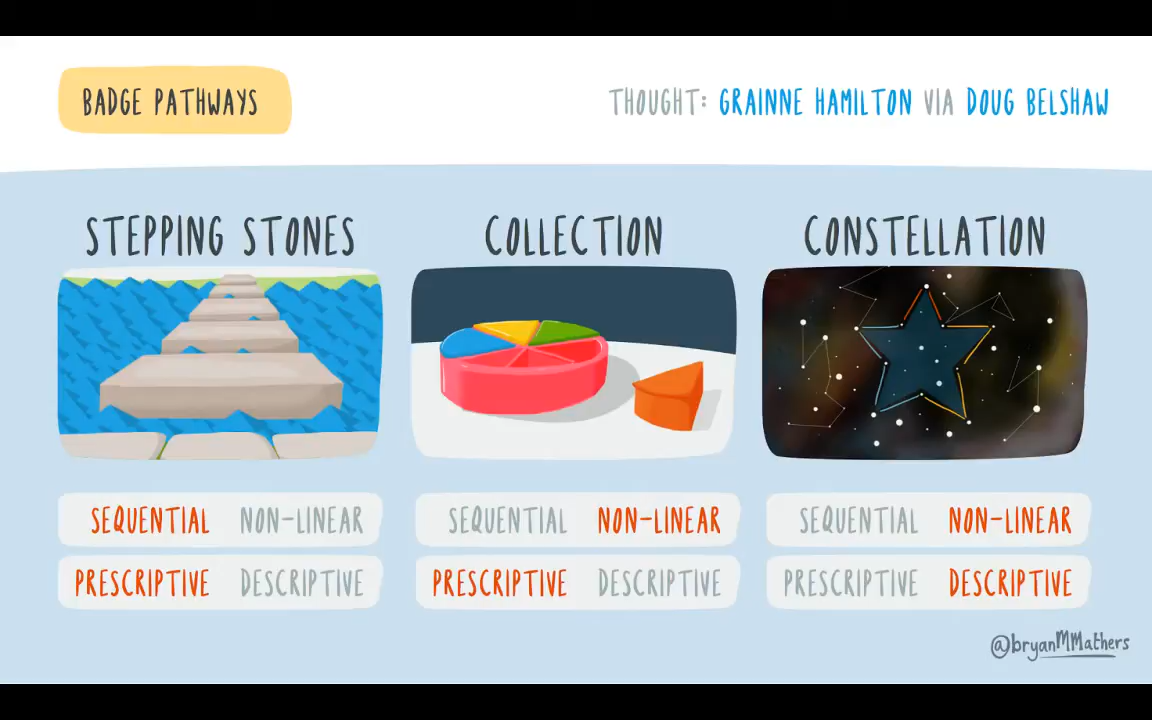 BADGE PATHWAYS
THOUGHT: GRAINNE HAMILTON VIA DOUG BELSHAW
STEPPING STONES
COLLECTION
CONSTELLATION
SEQUENTIAL NON-LINEAR
PRESCRIPTIVE DESCRIPTIVE
SEQUENTIAL NON-LINEAR
PRESCRIPTIVE DESCRIPTIVE
SEQUENTIAL NON-LINEAR
PRESCRIPTIVE DESCRIPTIVE
@bryanMMathers